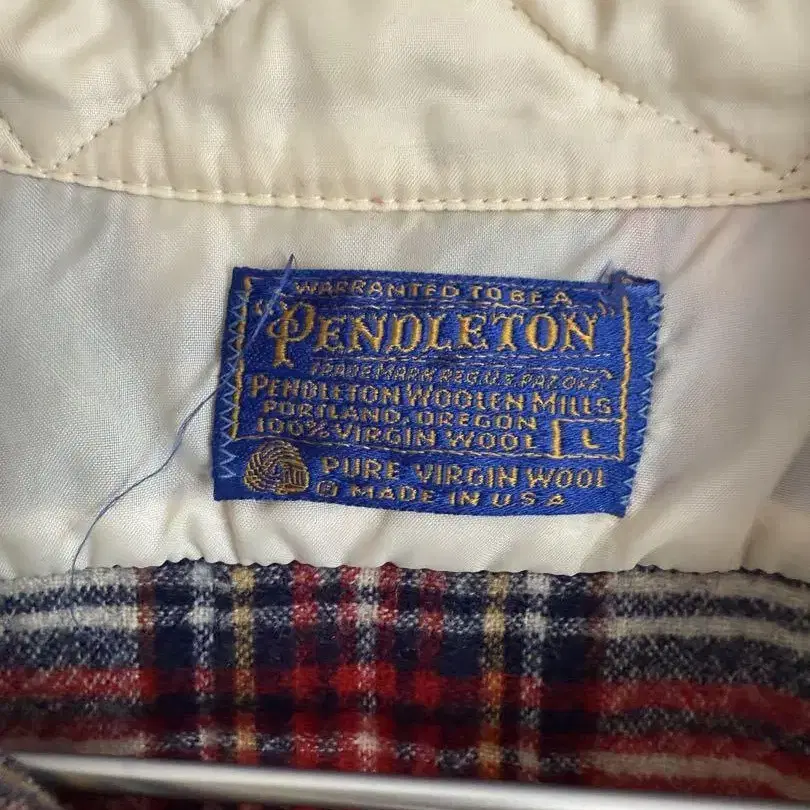 WARRANTED TO BE A
"PENDLETON"
TRADE MARK REG. U.S. PAT. OFF.
PENDLETON WOOLEN MILLS
PORTLAND, OREGON
100% VIRGIN WOOL L
PURE VIRGIN WOOL
® MADE IN U S A